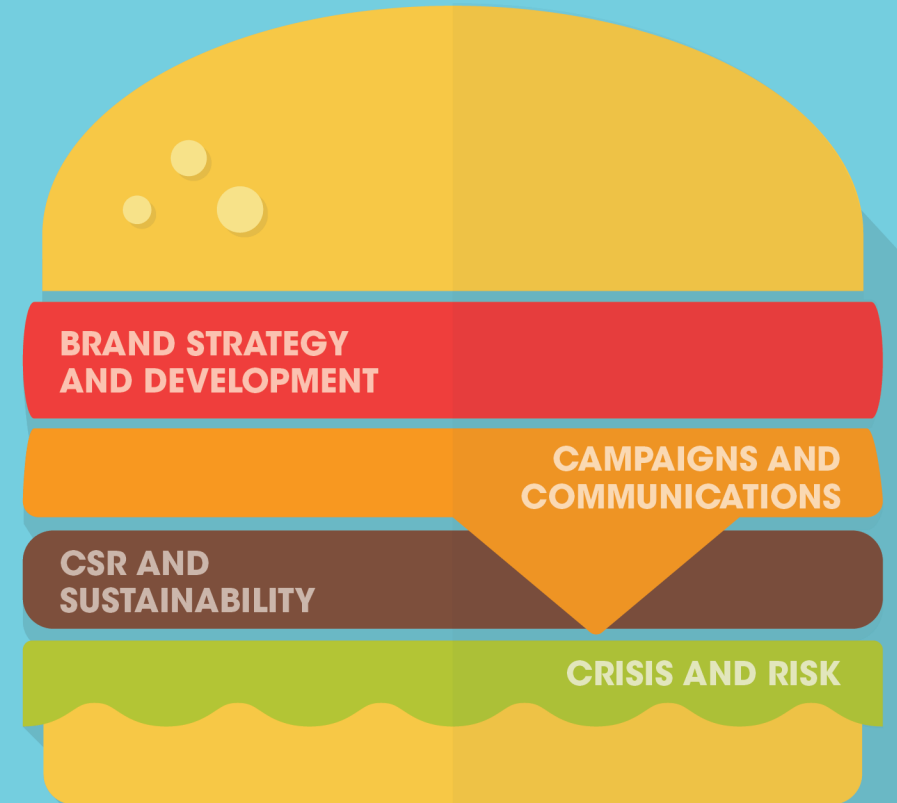 BRAND STRATEGY
AND DEVELOPMENT
CAMPAIGNS AND
COMMUNICATIONS
CSR AND
SUSTAINABILITY
CRISIS AND RISK